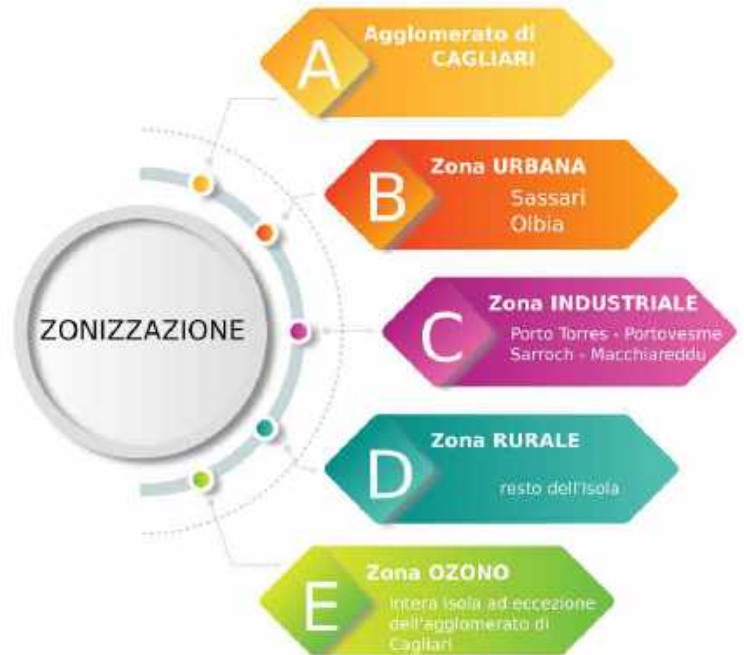 ZONIZZAZIONE
A
Agglomerato di
CAGLIARI
B
Zona URBANA
Sassari
Olbia
C
Zona INDUSTRIALE
Porto Torres - Portovesme
Sarroch - Macchiareddu
D
Zona RURALE
resto dell'isola
E
Zona OZONO
Intera isola ad eccezione
dell'agglomerato di
Cagliari